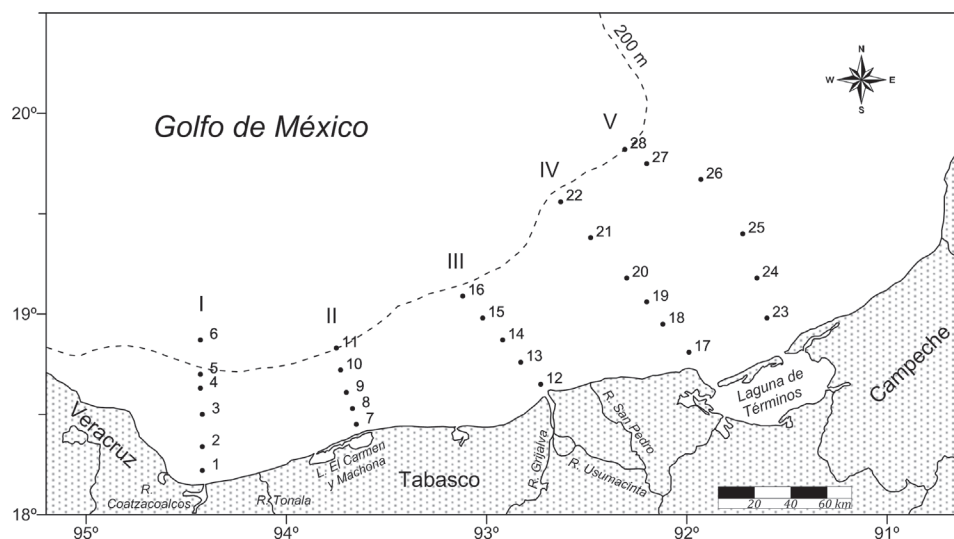 N
W E
S
200 m
20º
Golfo de México
V
28
27
26
IV
22
25
21
III
20
24
16
19
I
15
18
23
19º
II
6
14
11
17
5
10
13
4
12
9
3
8
7
2
1
Laguna de
Términos
Campeche
Veracruz
R. San Pedro
L. El Carmen
y Machona
R. Grijalva
R. Usumacinta
Tabasco
R.
Coatzacoalcos
R. Tonala
20 40 60 km
18º
95º 94º 93º 92º 91º